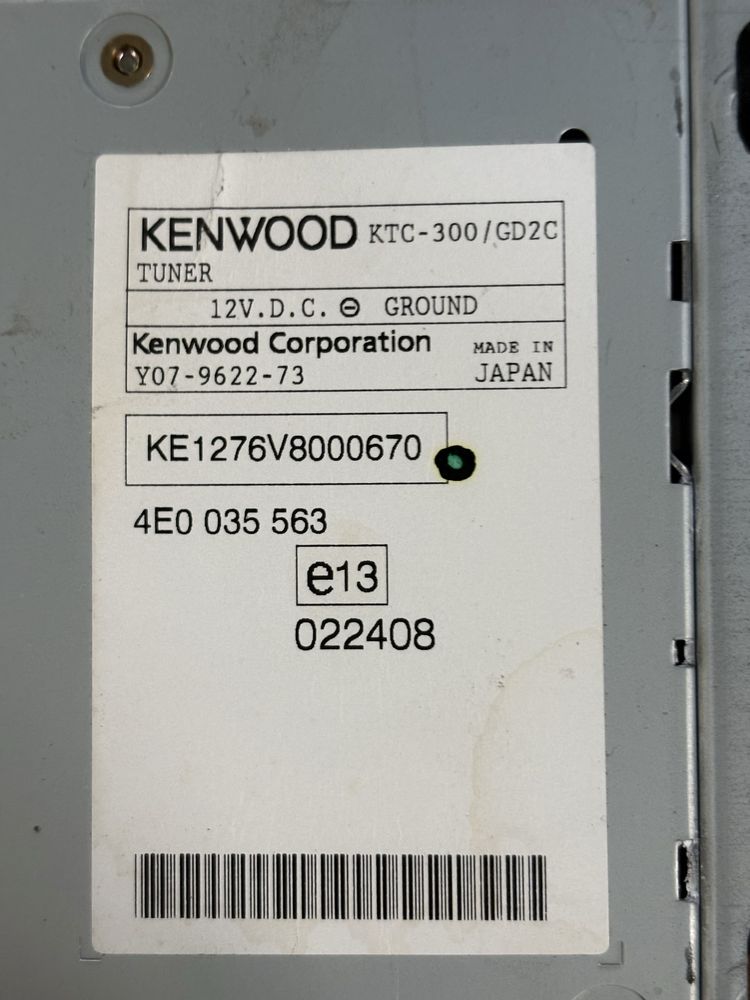 KENWOOD KTC-300/GD2C
TUNER
12V.D.C. ⊖ GROUND
Kenwood Corporation MADE IN
Y07-9622-73 JAPAN
KE1276V8000670
4E0 035 563
e13
022408